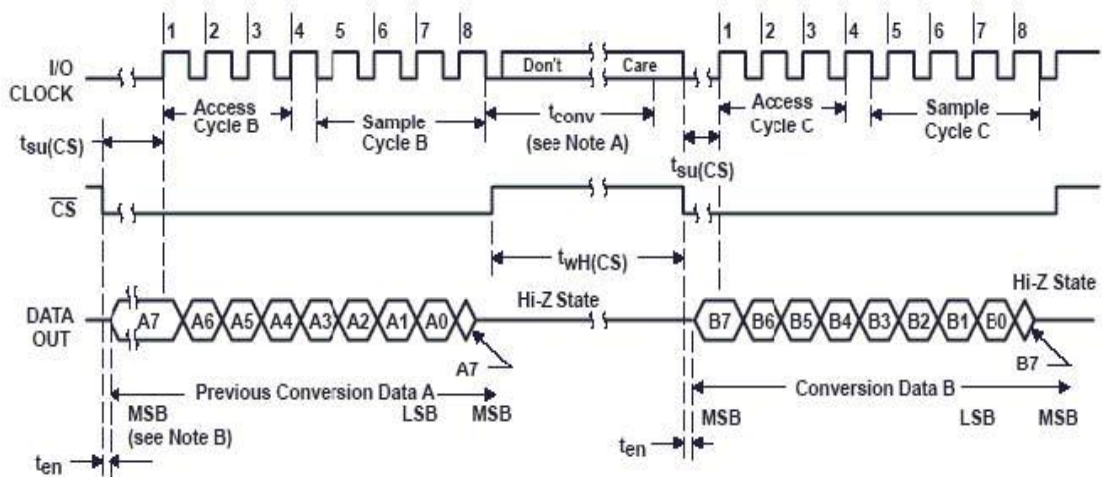 1 2 3 4 5 6 7 8 1 2 3 4 5 6 7 8
I/O
CLOCK
Don't Care
Access
Cycle B
Sample
Cycle B
tconv
(see Note A)
Access
Cycle C
Sample
Cycle C
tsu(CS)
tsu(CS)
CS
twH(CS)
Hi-Z State
Hi-Z State
DATA
OUT
A7 A6 A5 A4 A3 A2 A1 A0
B7 B6 B5 B4 B3 B2 B1 B0
A7
B7
Previous Conversion Data A
Conversion Data B
MSB
(see Note B)
LSB MSB
MSB
LSB MSB
ten
ten